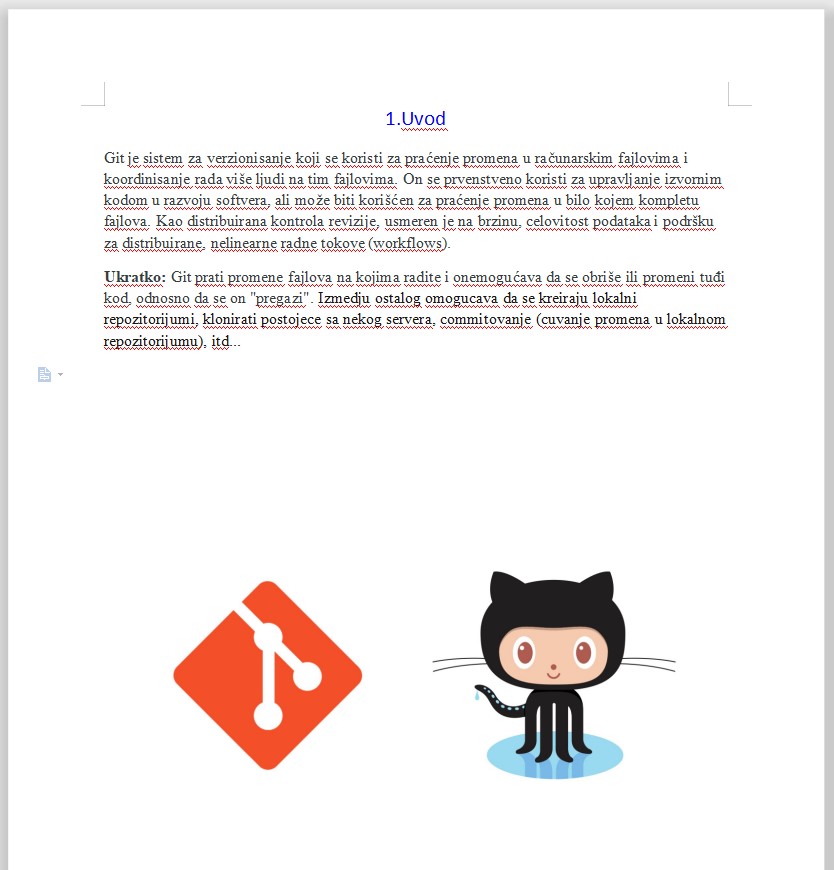 1.Uvod
Git je sistem za verzionisanje koji se koristi za praćenje promena u računarskim fajlovima i
koordinisanje rada više ljudi na tim fajlovima. On se prvenstveno koristi za upravljanje izvornim
kodom u razvoju softvera, ali može biti korišćen za praćenje promena u bilo kojem kompletu
fajlova. Kao distribuirana kontrola revizije, usmeren je na brzinu, celovitost podataka i podršku
za distribuirane, nelinearne radne tokove (workflows).
Ukratko: Git prati promene fajlova na kojima radite i onemogućava da se obriše ili promeni tuđi
kod, odnosno da se on "pregazi". Izmedju ostalog omogucava da se kreiraju lokalni
repozitorijumi, klonirati postojece sa nekog servera, commitovanje (cuvanje promena u lokalnom
repozitorijumu), itd...